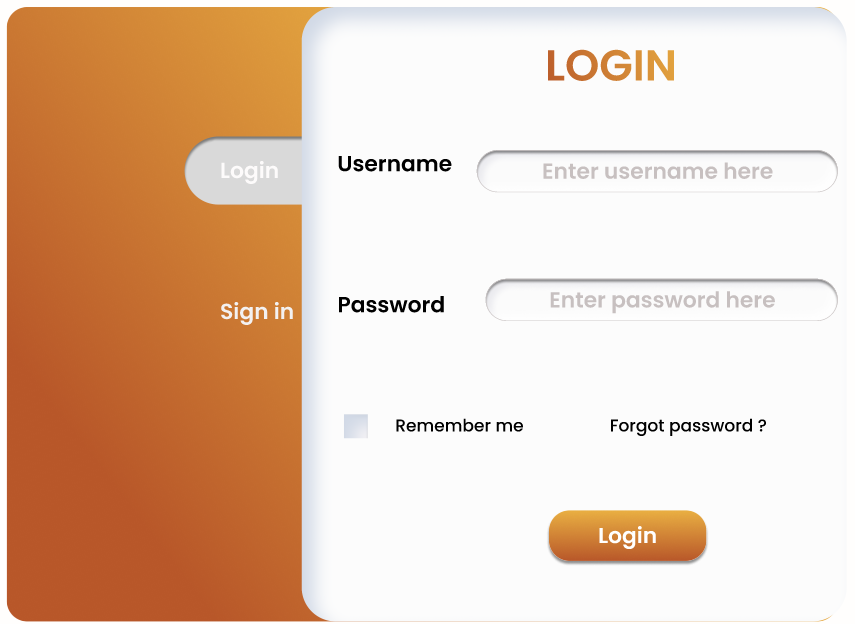 LOGIN
Login
Sign in
Username
Enter username here
Password
Enter password here
Remember me
Forgot password ?
Login